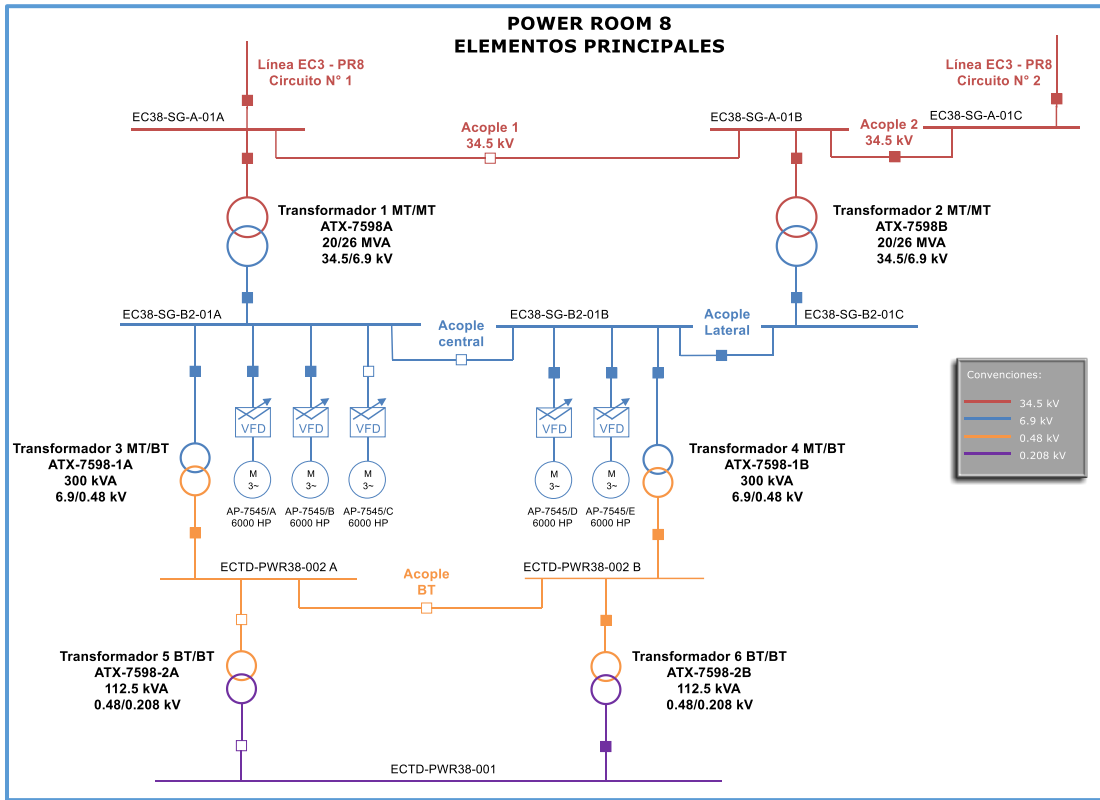 POWER ROOM 8
ELEMENTOS PRINCIPALES
Línea EC3 - PR8
Circuito N° 1
Línea EC3 - PR8
Circuito N° 2
EC38-SG-A-01A
Acople 1
34.5 kV
EC38-SG-A-01B
Acople 2
34.5 kV
EC38-SG-A-01C
Transformador 1 MT/MT
ATX-7598A
20/26 MVA
34.5/6.9 kV
Transformador 2 MT/MT
ATX-7598B
20/26 MVA
34.5/6.9 kV
EC38-SG-B2-01A
Acople
central
EC38-SG-B2-01B
Acople
Lateral
EC38-SG-B2-01C
Convenciones:
34.5 kV
6.9 kV
0.48 kV
0.208 kV
VFD
VFD
VFD
VFD
VFD
Transformador 3 MT/BT
ATX-7598-1A
300 kVA
6.9/0.48 kV
M
3~
M
3~
M
3~
M
3~
M
3~
Transformador 4 MT/BT
ATX-7598-1B
300 kVA
6.9/0.48 kV
AP-7545/A
6000 HP
AP-7545/B
6000 HP
AP-7545/C
6000 HP
AP-7545/D
6000 HP
AP-7545/E
6000 HP
ECTD-PWR38-002 A
Acople
BT
ECTD-PWR38-002 B
Transformador 5 BT/BT
ATX-7598-2A
112.5 kVA
0.48/0.208 kV
Transformador 6 BT/BT
ATX-7598-2B
112.5 kVA
0.48/0.208 kV
ECTD-PWR38-001